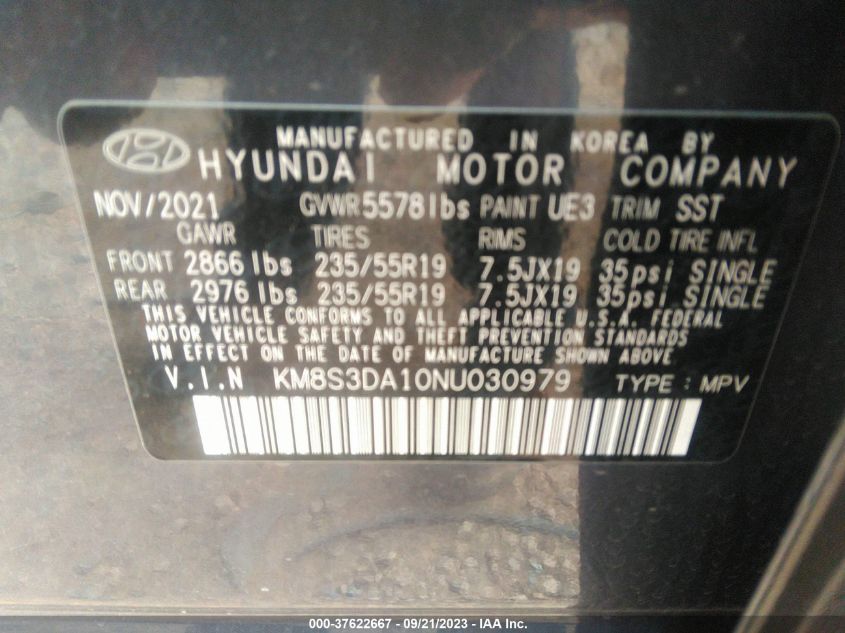 MANUFACTURED IN KOREA BY
HYUNDAI MOTOR COMPANY
NOV/2021 GVWR 5578 lbs PAINT UE3 TRIM SST
GAWR TIRES RIMS COLD TIRE INFL
FRONT 2866 lbs 235/55R19 7.5JX19 35psi SINGLE
REAR 2976 lbs 235/55R19 7.5JX19 35psi SINGLE
THIS VEHICLE CONFORMS TO ALL APPLICABLE U.S.A. FEDERAL
MOTOR VEHICLE SAFETY AND THEFT PREVENTION STANDARDS
IN EFFECT ON THE DATE OF MANUFACTURE SHOWN ABOVE
V.I.N KM8S3DA10NU030979 TYPE : MPV
000-37622667 - 09/21/2023 - IAA Inc.